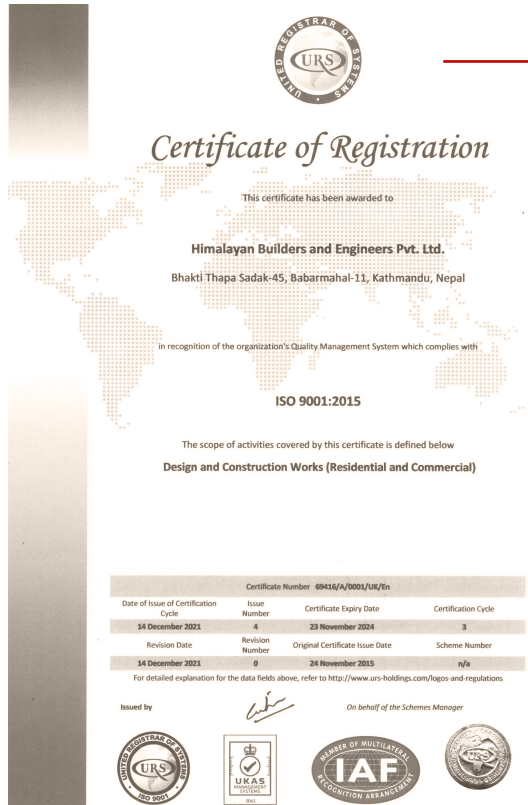 UNITED REGISTRAR OF SYSTEMS
URS
Certificate of Registration
This certificate has been awarded to
Himalayan Builders and Engineers Pvt. Ltd.
Bhakti Thapa Sadak-45, Babarmahal-11, Kathmandu, Nepal
in recognition of the organization's Quality Management System which complies with
ISO 9001:2015
The scope of activities covered by this certificate is defined below
Design and Construction Works (Residential and Commercial)
Certificate Number 69416/A/0001/UK/En
Date of Issue of Certification Cycle Issue Number Certificate Expiry Date Certification Cycle
14 December 2021 4 23 November 2024 3
Revision Date Revision Number Original Certificate Issue Date Scheme Number
14 December 2021 0 24 November 2015 n/a
For detailed explanation for the data fields above, refer to http://www.urs-holdings.com/logos-and-regulations
Issued by On behalf of the Schemes Manager
UNITED REGISTRAR OF SYSTEMS
URS
ISO 9001
UKAS
MANAGEMENT
SYSTEMS
0043
MEMBER OF MULTILATERAL
IAF
RECOGNITION ARRANGEMENT
URS